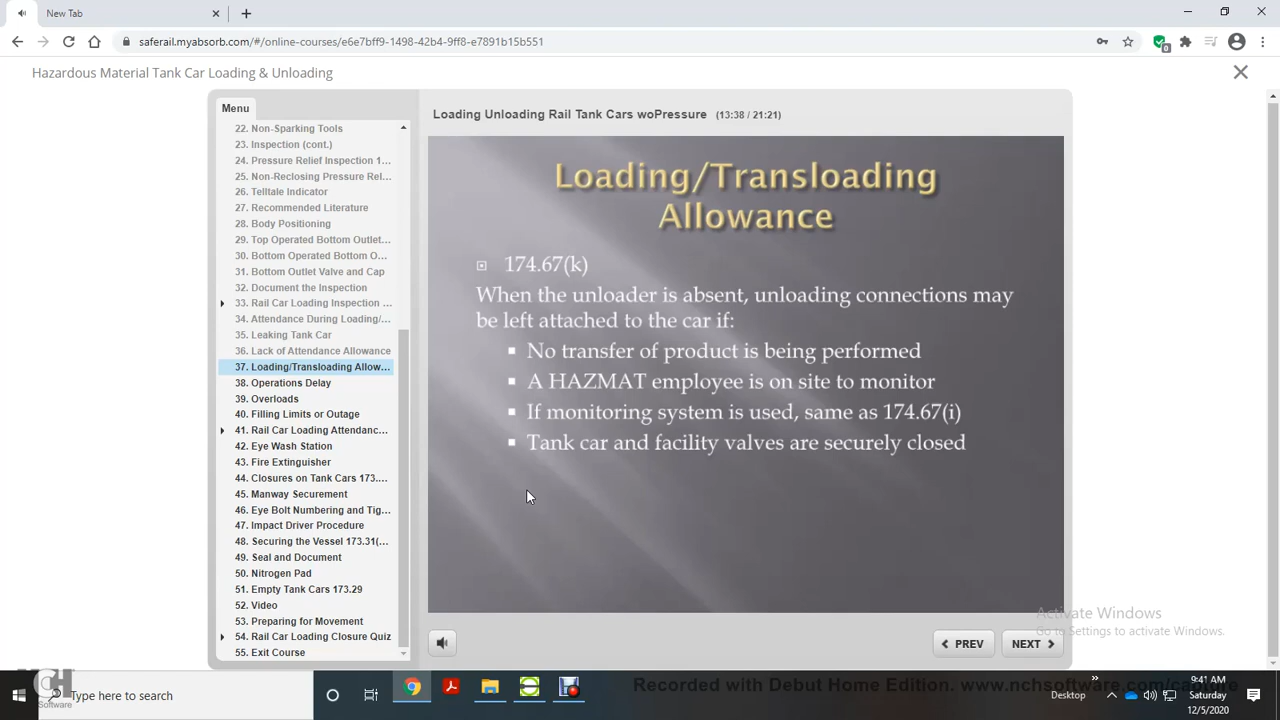 New Tab
saferail.myabsorb.com/#/online-courses/e6e7bff9-1498-42b4-9ff8-e7891b15b551
0
Hazardous Material Tank Car Loading & Unloading
Menu
22. Non-Sparking Tools
23. Inspection (cont.)
24. Pressure Relief Inspection 1...
25. Non-Reclosing Pressure Rel...
26. Telltale Indicator
27. Recommended Literature
28. Body Positioning
29. Top Operated Bottom Outlet...
30. Bottom Operated Bottom O...
31. Bottom Outlet Valve and Cap
32. Document the Inspection
33. Rail Car Loading Inspection ...
34. Attendance During Loading/...
35. Leaking Tank Car
36. Lack of Attendance Allowance
37. Loading/Transloading Allow...
38. Operations Delay
39. Overloads
40. Filling Limits or Outage
41. Rail Car Loading Attendanc...
42. Eye Wash Station
43. Fire Extinguisher
44. Closures on Tank Cars 173....
45. Manway Securement
46. Eye Bolt Numbering and Tig...
47. Impact Driver Procedure
48. Securing the Vessel 173.31(...
49. Seal and Document
50. Nitrogen Pad
51. Empty Tank Cars 173.29
52. Video
53. Preparing for Movement
54. Rail Car Loading Closure Quiz
55. Exit Course
Loading Unloading Rail Tank Cars woPressure (13:38 / 21:21)
Loading/Transloading
Allowance
174.67(k)
When the unloader is absent, unloading connections may
be left attached to the car if:
No transfer of product is being performed
A HAZMAT employee is on site to monitor
If monitoring system is used, same as 174.67(i)
Tank car and facility valves are securely closed
PREV
NEXT
Activate Windows
Go to Settings to activate Windows.
NCH
Software
Type here to search
Recorded with Debut Home Edition. www.nchsoftware.com/capture
Desktop
9:41 AM
Saturday
12/5/2020